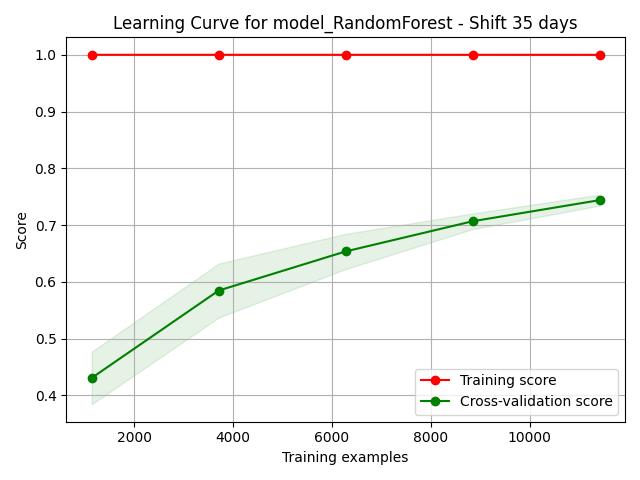 Learning Curve for model_RandomForest - Shift 35 days
Score
1.0
0.9
0.8
0.7
0.6
0.5
0.4
Training score
Cross-validation score
2000 4000 6000 8000 10000
Training examples